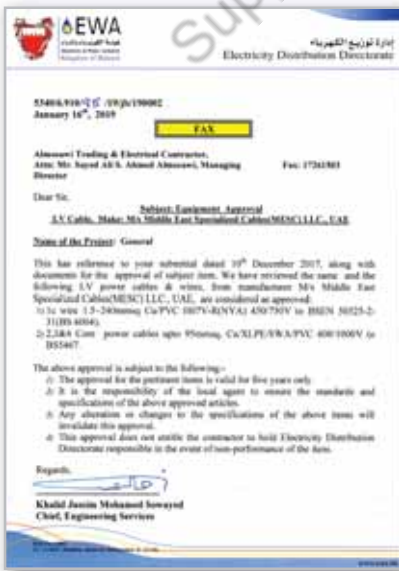 EWA
إدارة توزيع الكهرباء
Electricity Distribution Directorate
/190002
January 16th, 2019
FAX
Almosawi Trading & Electrical Contractor,
Attn: Mr. Sayed Ali S. Ahmed Almosawi, Managing
Director
Fax: 17261503
Dear Sir,
Subject: Equipment Approval
LV Cable, Make: M/s Middle East Specialized Cables(MESC) LLC., UAE
Name of the Project: General
This has reference to your submittal dated 19th December 2017, along with
documents for the approval of subject item. We have reviewed the same and the
following LV power cables & wires, from manufacturer M/s Middle East
Specialized Cables(MESC) LLC., UAE, are considered as approved:
1) 1c wire 1.5-240mmsq Cu/PVC H07V-R(NYA) 450/750V to BSEN 50525-2-
31(BS 6004).
2) 2,3&4 Core power cables upto 95mmsq, Cu/XLPE/SWA/PVC 600/1000V to
BS5467.
The above approval is subject to the following:-
The approval for the pertinent items is valid for five years only.
It is the responsibility of the local agent to ensure the standards and
specifications of the above approved articles.
Any alteration or changes to the specifications of the above items will
invalidate this approval.
This approval does not entitle the contractor to hold Electricity Distribution
Directorate responsible in the event of non-performance of the item.
Regards,
Khalid Jassim Mohamed Sowayed
Chief, Engineering Services